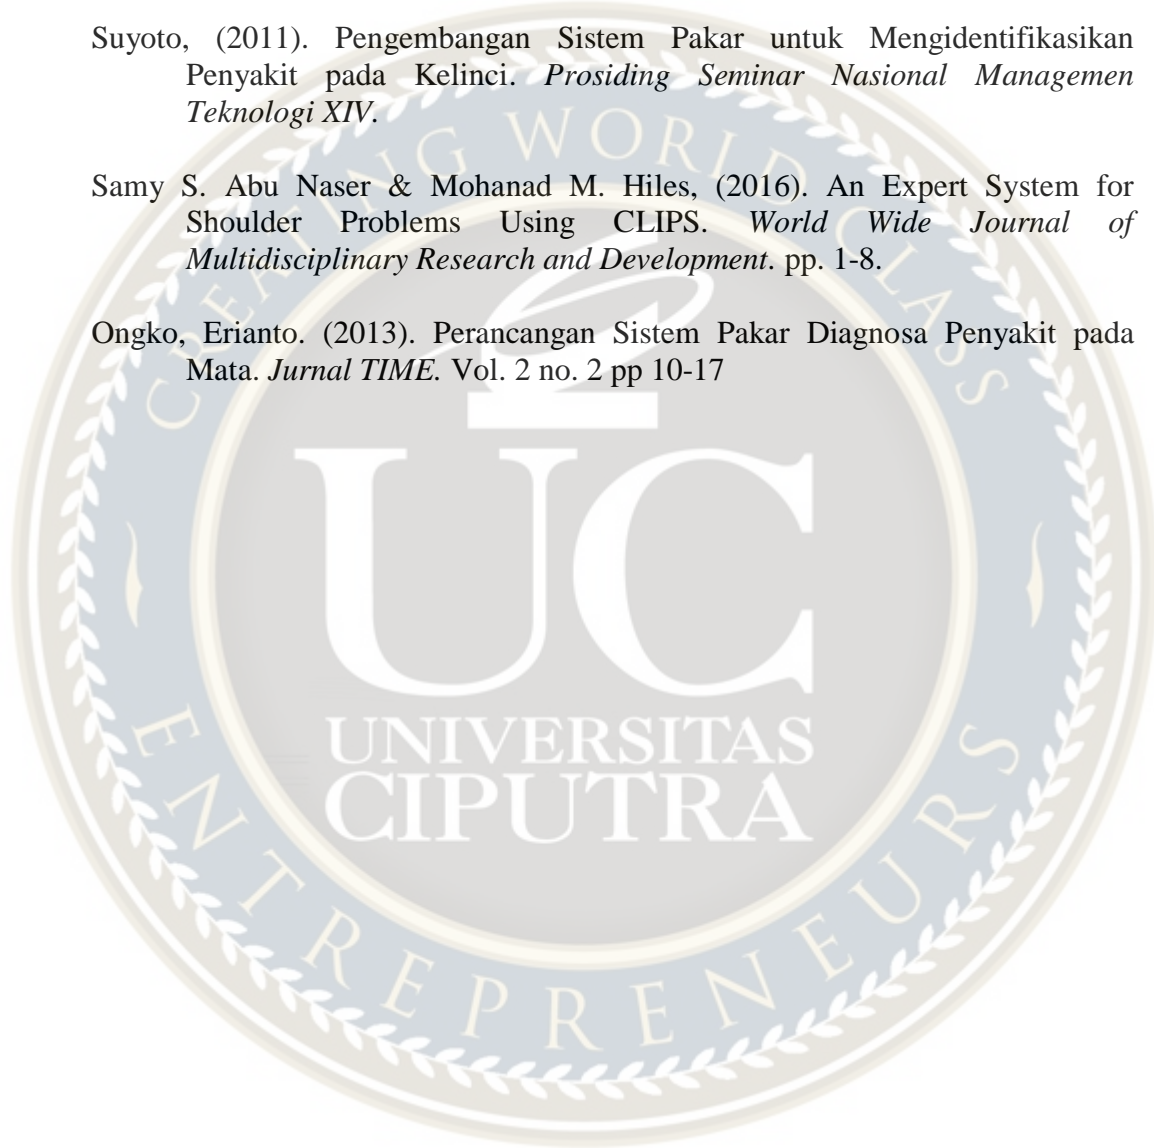 Suyoto, (2011). Pengembangan Sistem Pakar untuk Mengidentifikasikan
Penyakit pada Kelinci. Prosiding Seminar Nasional Managemen
Teknologi XIV.
Samy S. Abu Naser & Mohanad M. Hiles, (2016). An Expert System for
Shoulder Problems Using CLIPS. World Wide Journal of
Multidisciplinary Research and Development. pp. 1-8.
Ongko, Erianto. (2013). Perancangan Sistem Pakar Diagnosa Penyakit pada
Mata. Jurnal TIME. Vol. 2 no. 2 pp 10-17
CREATING WORLD CLASS
UC
UNIVERSITAS
CIPUTRA
ENTREPRENEURS